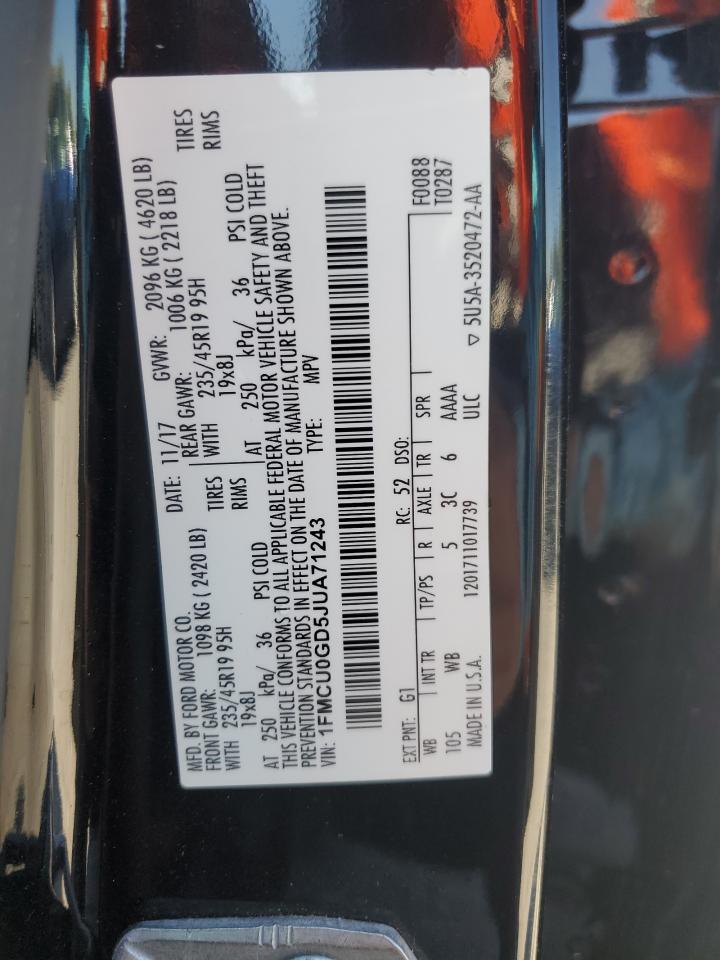 MFD. BY FORD MOTOR CO. DATE: 11/17 GVWR: 2096 KG ( 4620 LB)
FRONT GAWR: 1098 KG ( 2420 LB) REAR GAWR: 1006 KG ( 2218 LB)
WITH 235/45R19 95H TIRES WITH 235/45R19 95H TIRES
19x8J RIMS 19x8J RIMS
AT 250 kPa/ 36 PSI COLD AT 250 kPa/ 36 PSI COLD
THIS VEHICLE CONFORMS TO ALL APPLICABLE FEDERAL MOTOR VEHICLE SAFETY AND THEFT
PREVENTION STANDARDS IN EFFECT ON THE DATE OF MANUFACTURE SHOWN ABOVE.
VIN: 1FMCU0GD5JUA71243 TYPE: MPV
EXT PNT: G1 RC: 52 DSO: F0088
WB INT TR TP/PS R AXLE TR SPR T0287
105 WB 5 3C 6 AAAA
MADE IN U.S.A. 1201711017739 ULC ▽ 5U5A-3520472-AA